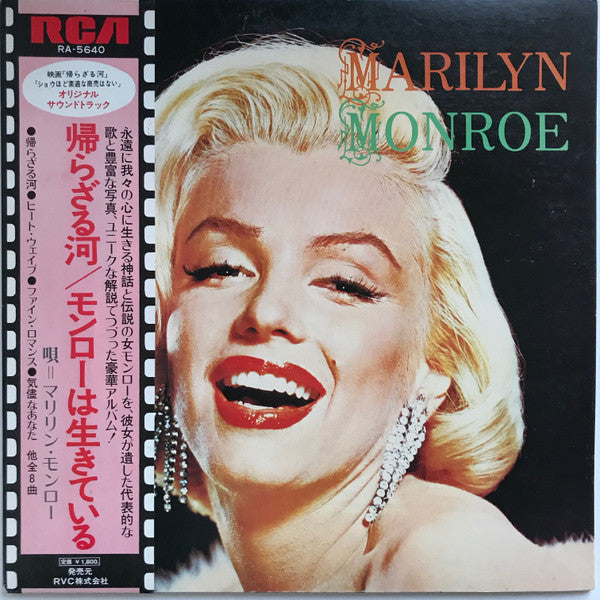 RCA
RA-5640
映画「帰らざる河」
「ショウほど素適な商売はない」
オリジナル
サウンドトラック
永遠に我々の心に生きる神話と伝説の女モンローを、彼女が遺した代表的な
歌と豊富な写真、ユニークな解説でつづった豪華アルバム!
帰らざる河/モンローは生きている
唄=マリリン・モンロー
●帰らざる河●ヒート・ウェイブ●ファイン・ロマンス●気儘なあなた 他全8曲
定価 ¥1,800.
発売元
RVC株式会社
MARILYN
MONROE